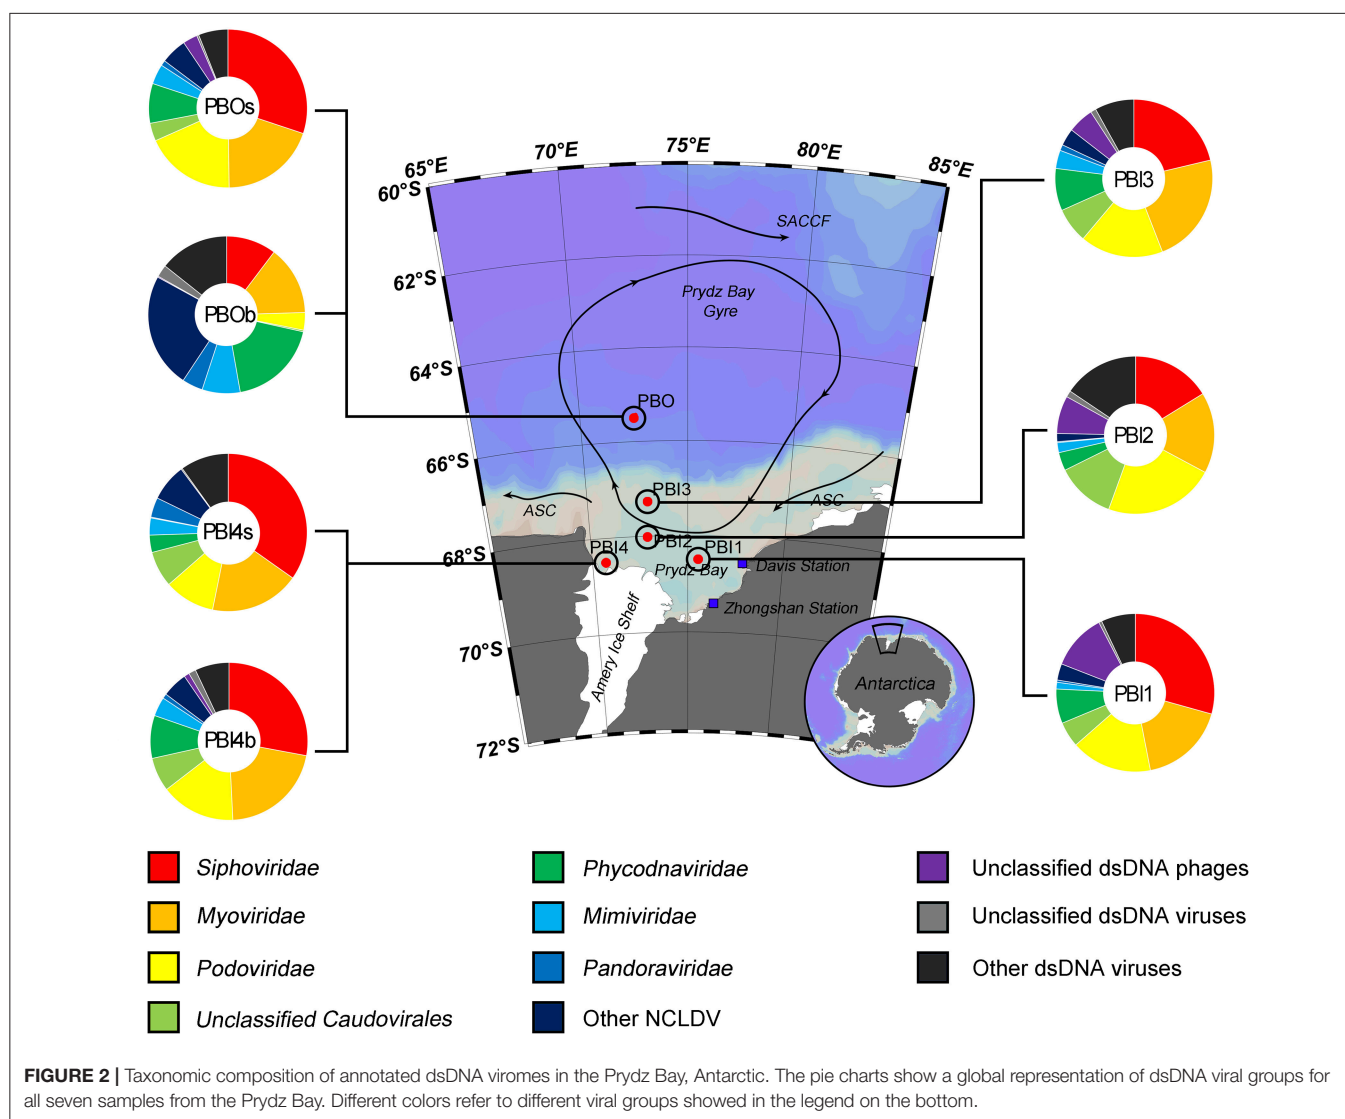 PBOs
PBOb
PBI4s
PBI4b
PBI3
PBI2
PBI1
65°E
70°E
75°E
80°E
85°E
60°S
62°S
64°S
66°S
68°S
70°S
72°S
SACCF
Prydz Bay
Gyre
PBO
PBI3
ASC
ASC
PBI2
PBI4
PBI1
Prydz Bay
Davis Station
Zhongshan Station
Amery Ice Shelf
Antarctica
Siphoviridae
Myoviridae
Podoviridae
Unclassified Caudovirales
Phycodnaviridae
Mimiviridae
Pandoraviridae
Other NCLDV
Unclassified dsDNA phages
Unclassified dsDNA viruses
Other dsDNA viruses
FIGURE 2 | Taxonomic composition of annotated dsDNA viromes in the Prydz Bay, Antarctic. The pie charts show a global representation of dsDNA viral groups for
all seven samples from the Prydz Bay. Different colors refer to different viral groups showed in the legend on the bottom.